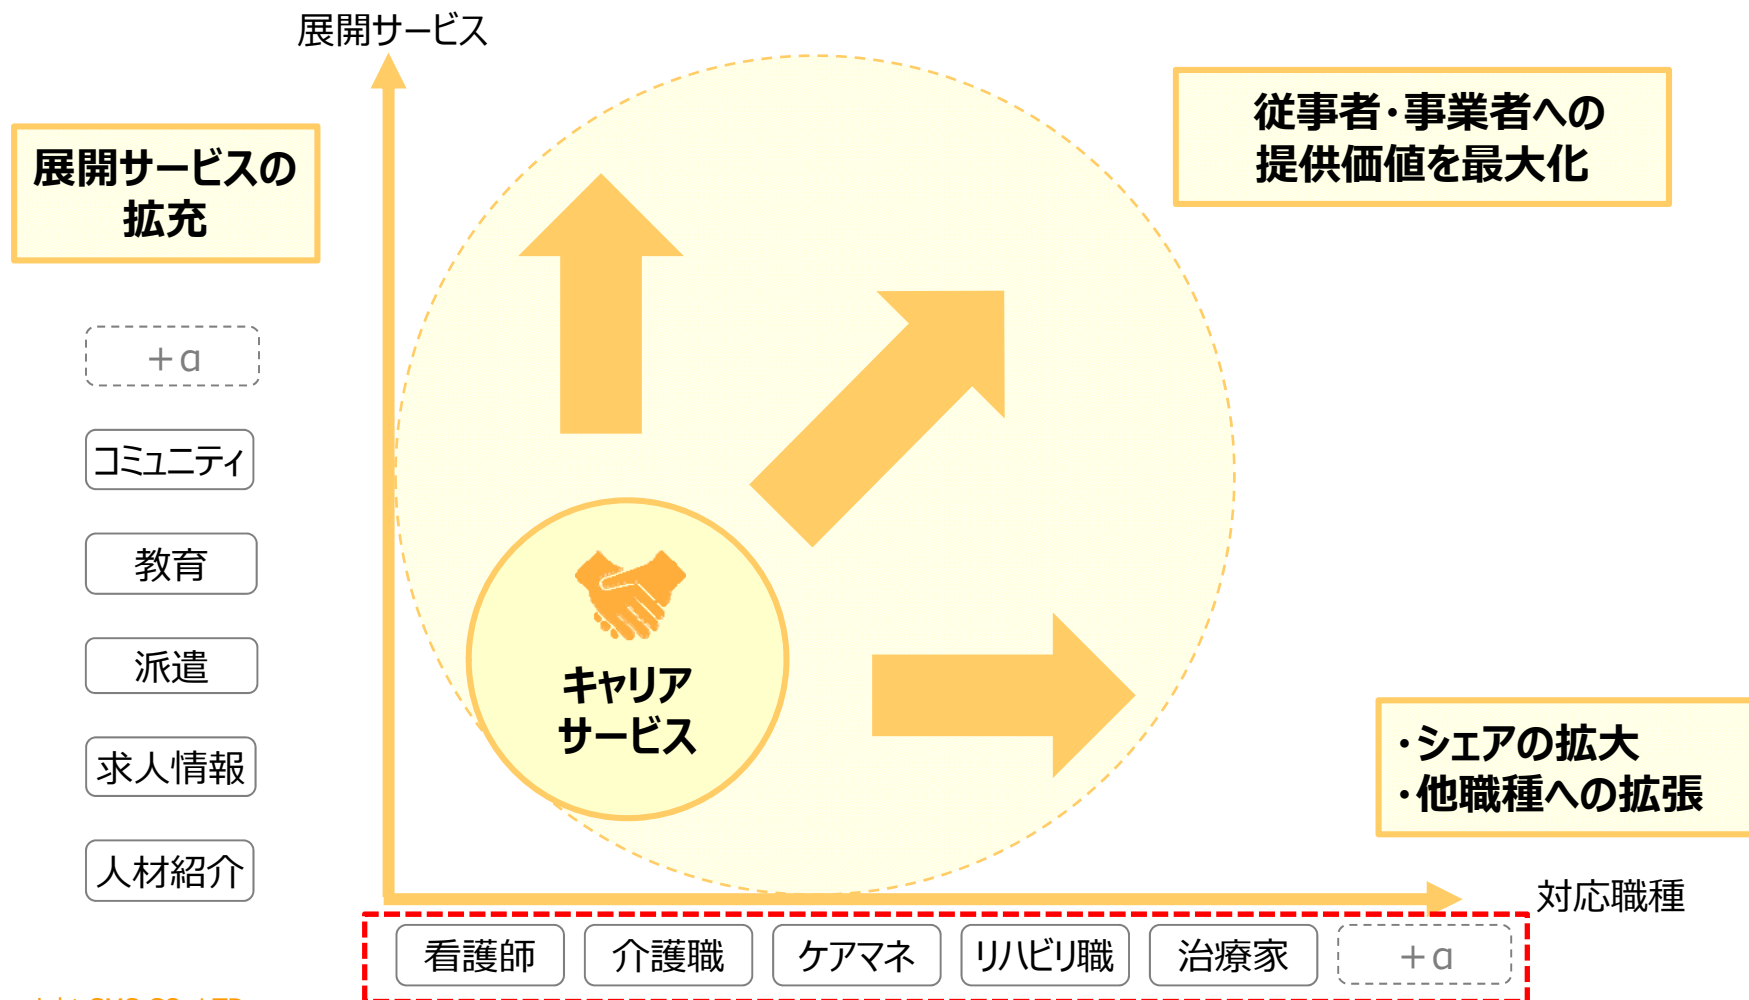 展開サービス
展開サービスの
拡充
従事者・事業者への
提供価値を最大化
+α
コミュニティ
教育
派遣
求人情報
人材紹介
キャリア
サービス
・シェアの拡大
・他職種への拡張
対応職種
看護師
介護職
ケアマネ
リハビリ職
治療家
+α